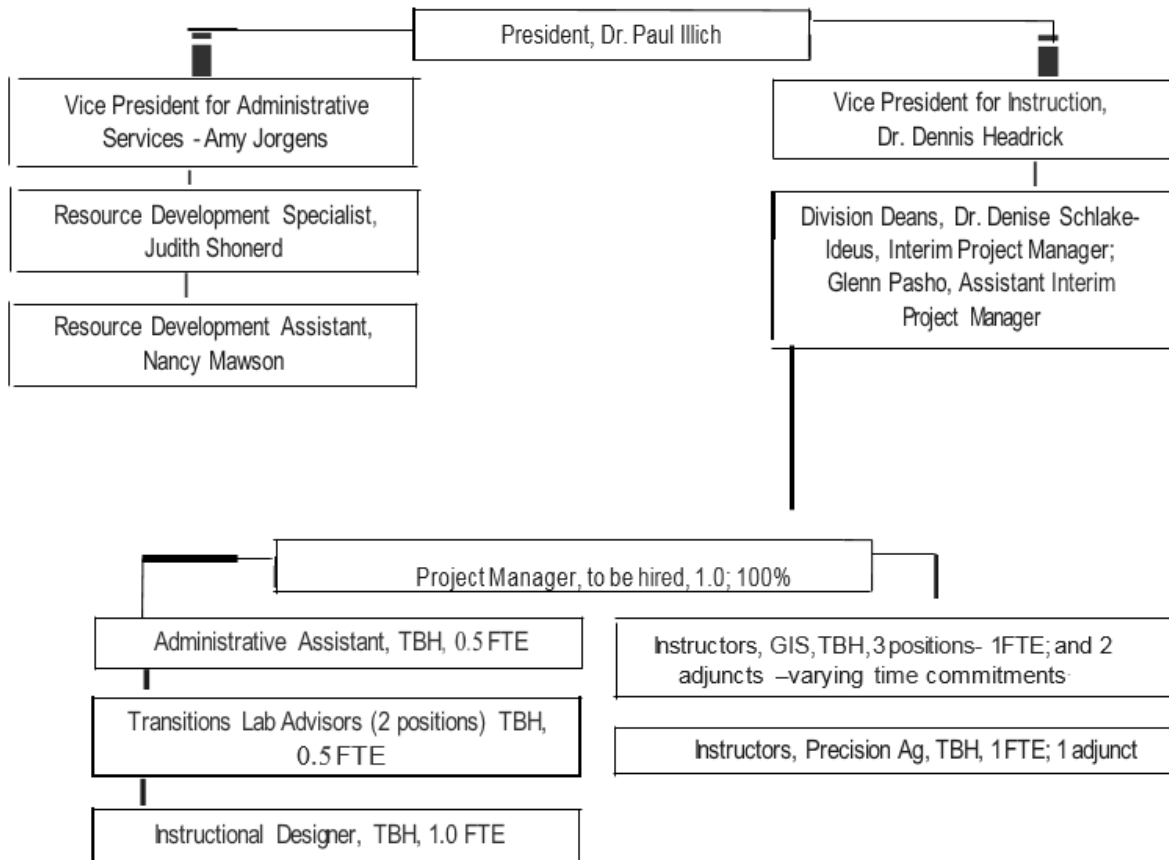 President, Dr. Paul Illich
Vice President for Administrative
Services - Amy Jorgens
Vice President for Instruction,
Dr. Dennis Headrick
Resource Development Specialist,
Judith Shonerd
Division Deans, Dr. Denise Schlake-
Ideus, Interim Project Manager;
Glenn Pasho, Assistant Interim
Project Manager
Resource Development Assistant,
Nancy Mawson
Project Manager, to be hired, 1.0; 100%
Administrative Assistant, TBH, 0.5 FTE
Instructors, GIS, TBH, 3 positions- 1FTE; and 2
adjuncts –varying time commitments
Transitions Lab Advisors (2 positions) TBH,
0.5 FTE
Instructors, Precision Ag, TBH, 1 FTE; 1 adjunct
Instructional Designer, TBH, 1.0 FTE